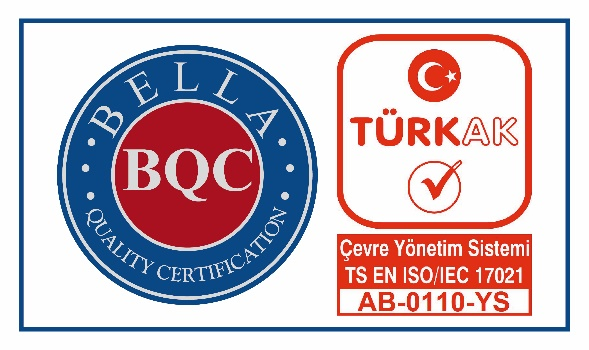 BELLA
BQC
QUALITY CERTIFICATION
TÜRKAK
Çevre Yönetim Sistemi
TS EN ISO/IEC 17021
AB-0110-YS